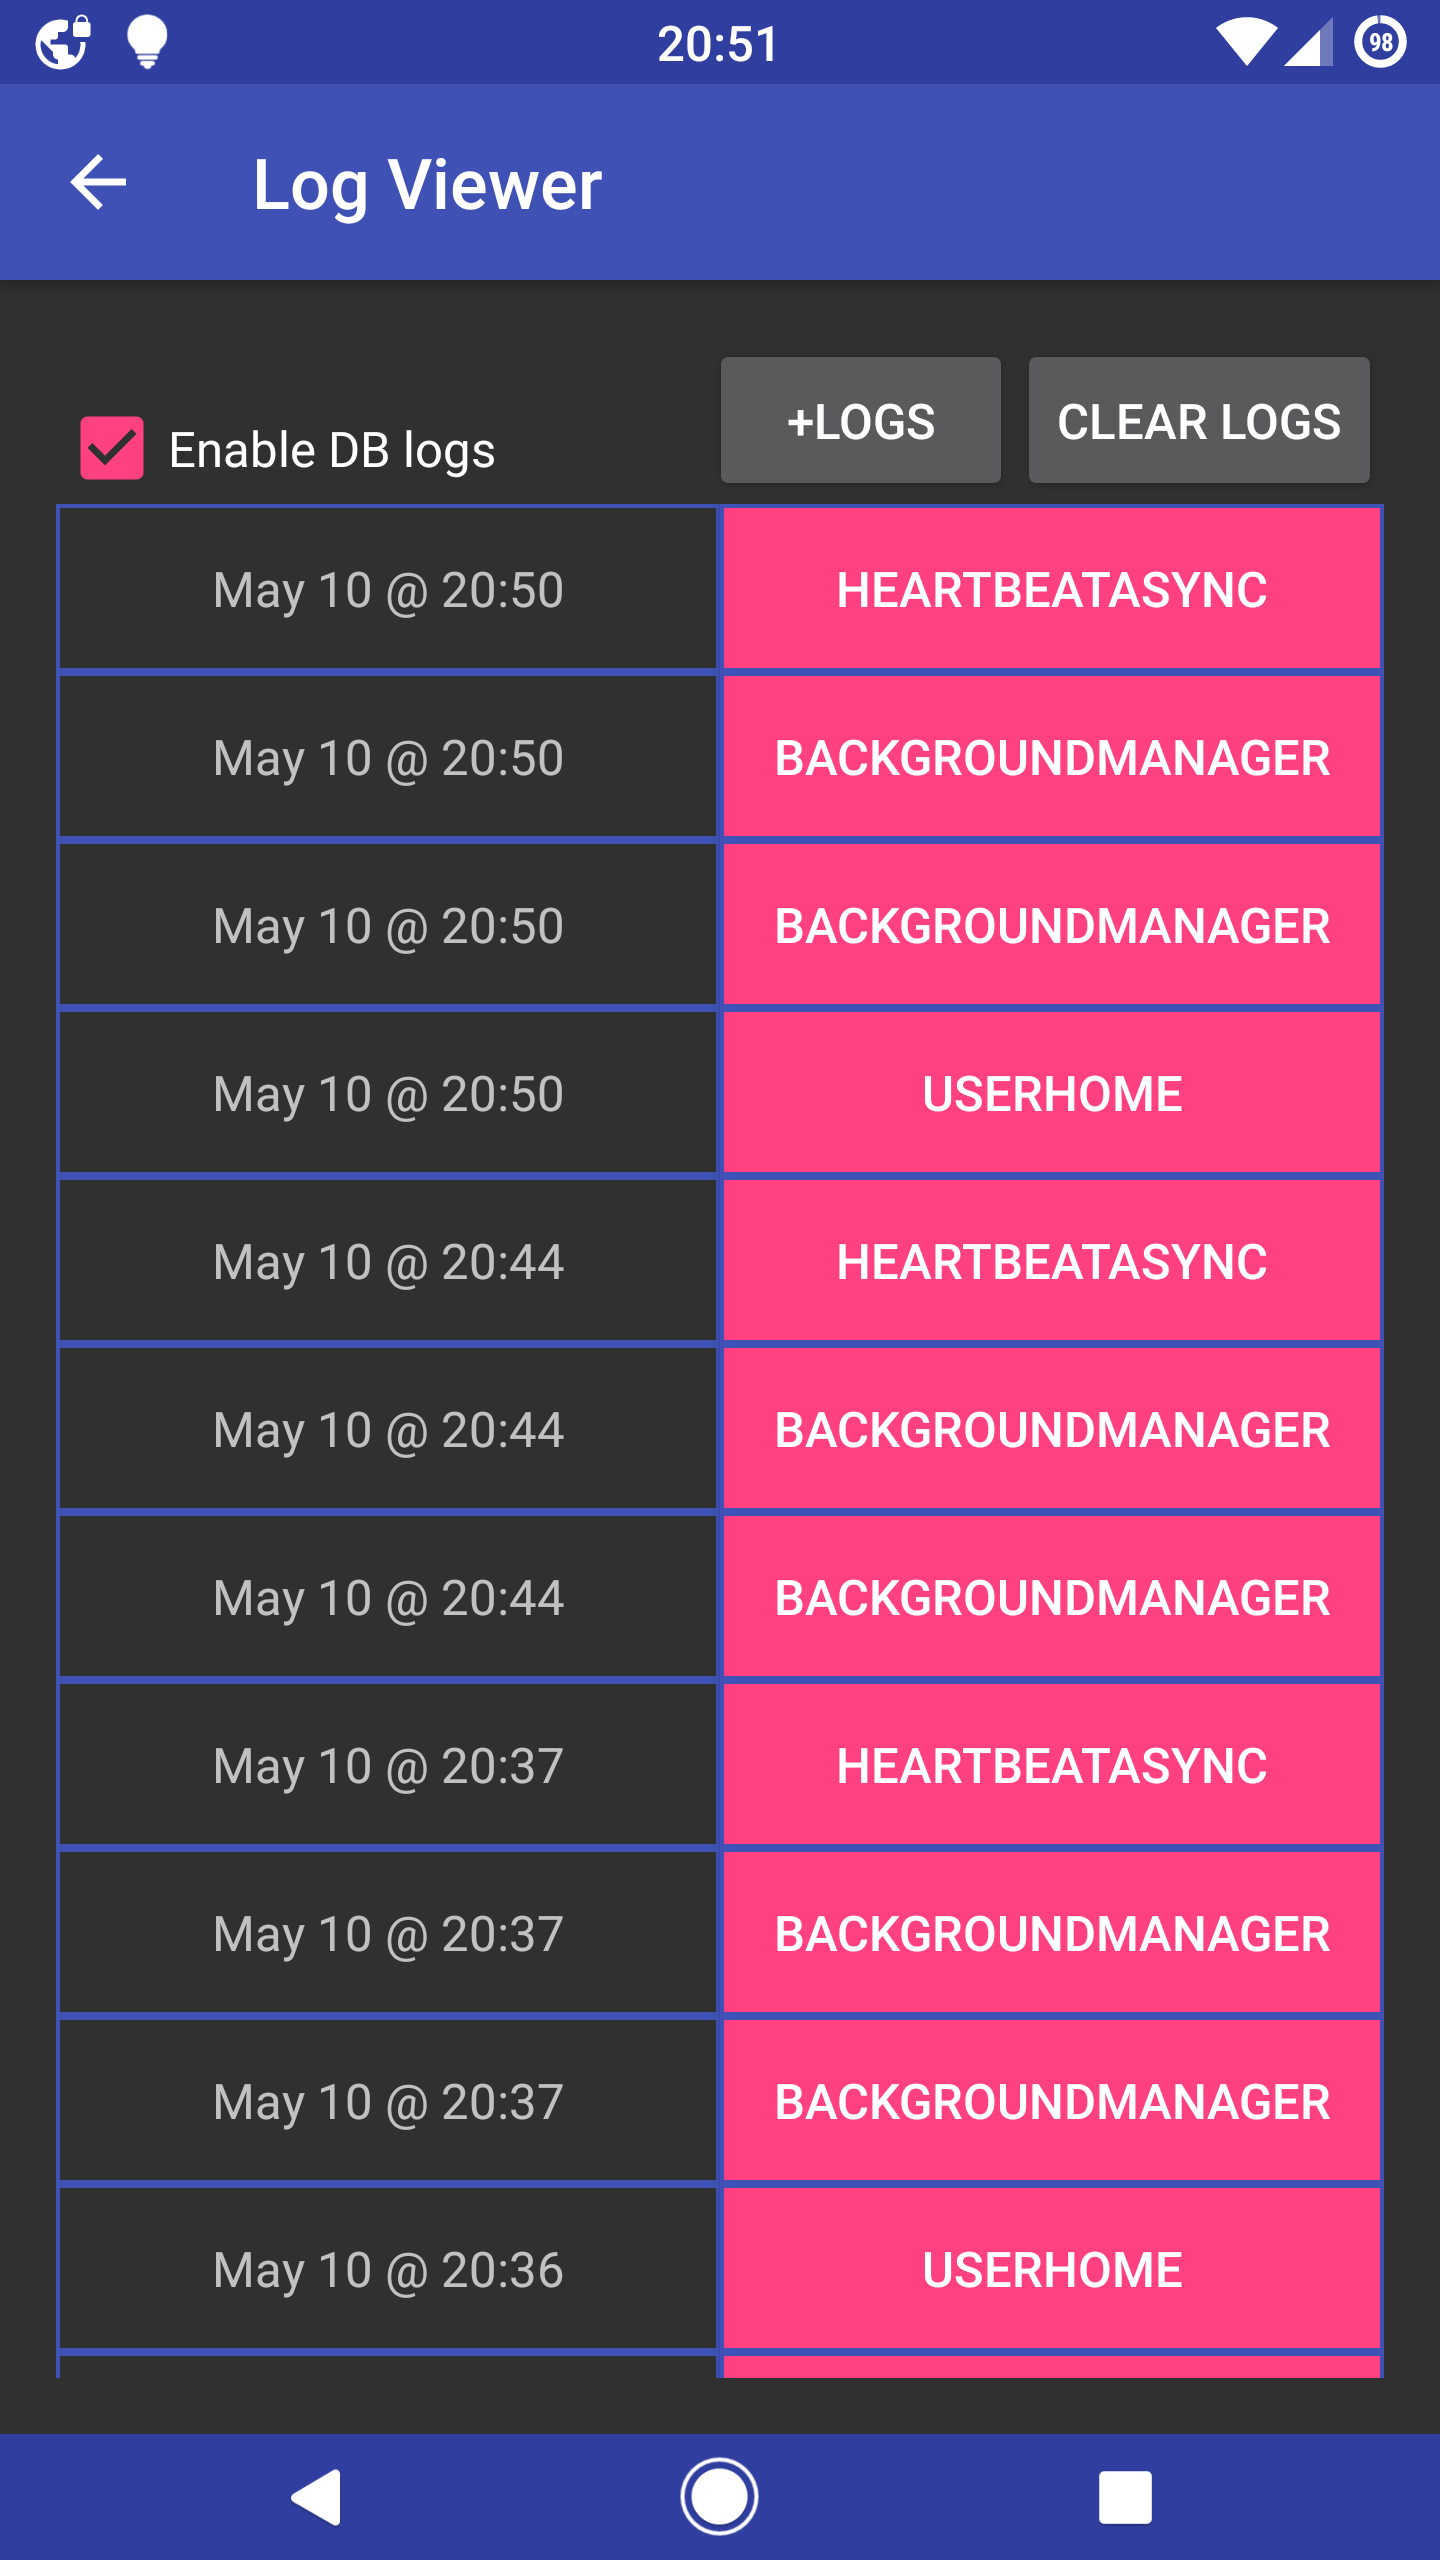 20:51
98
Log Viewer
Enable DB logs
+LOGS
CLEAR LOGS
May 10 @ 20:50 HEARTBEATASYNC
May 10 @ 20:50 BACKGROUNDMANAGER
May 10 @ 20:50 BACKGROUNDMANAGER
May 10 @ 20:50 USERHOME
May 10 @ 20:44 HEARTBEATASYNC
May 10 @ 20:44 BACKGROUNDMANAGER
May 10 @ 20:44 BACKGROUNDMANAGER
May 10 @ 20:37 HEARTBEATASYNC
May 10 @ 20:37 BACKGROUNDMANAGER
May 10 @ 20:37 BACKGROUNDMANAGER
May 10 @ 20:36 USERHOME